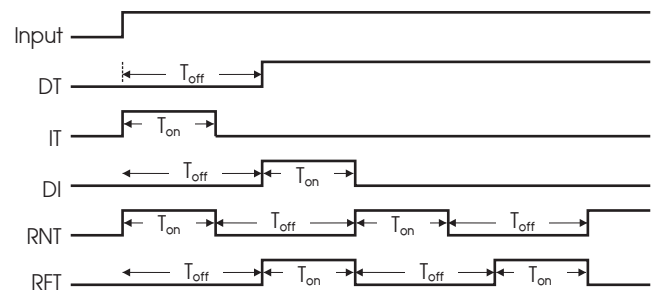 Input
DT Toff
IT Ton
DI Toff Ton
RNT Ton Toff Ton Toff
RFT Toff Ton Toff Ton